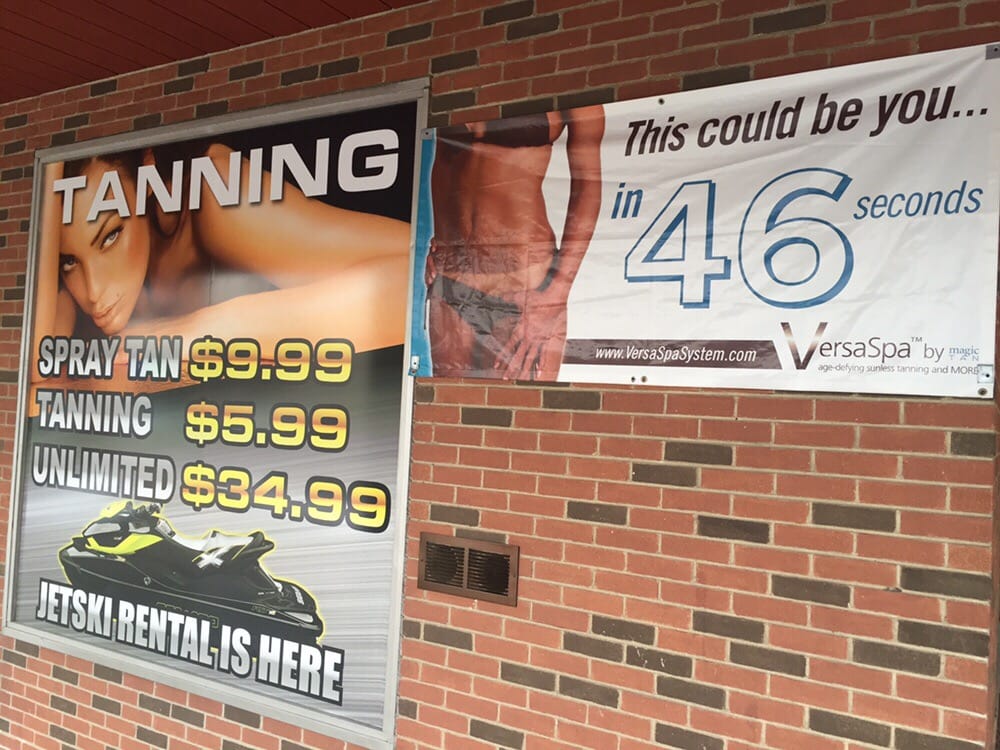 TANNING
SPRAY TAN $9.99
TANNING $5.99
UNLIMITED $34.99
JETSKI RENTAL IS HERE
This could be you...
in 46 seconds
www.VersaSpaSystem.com
VersaSpa™ by magic TAN
age-defying sunless tanning and MORE